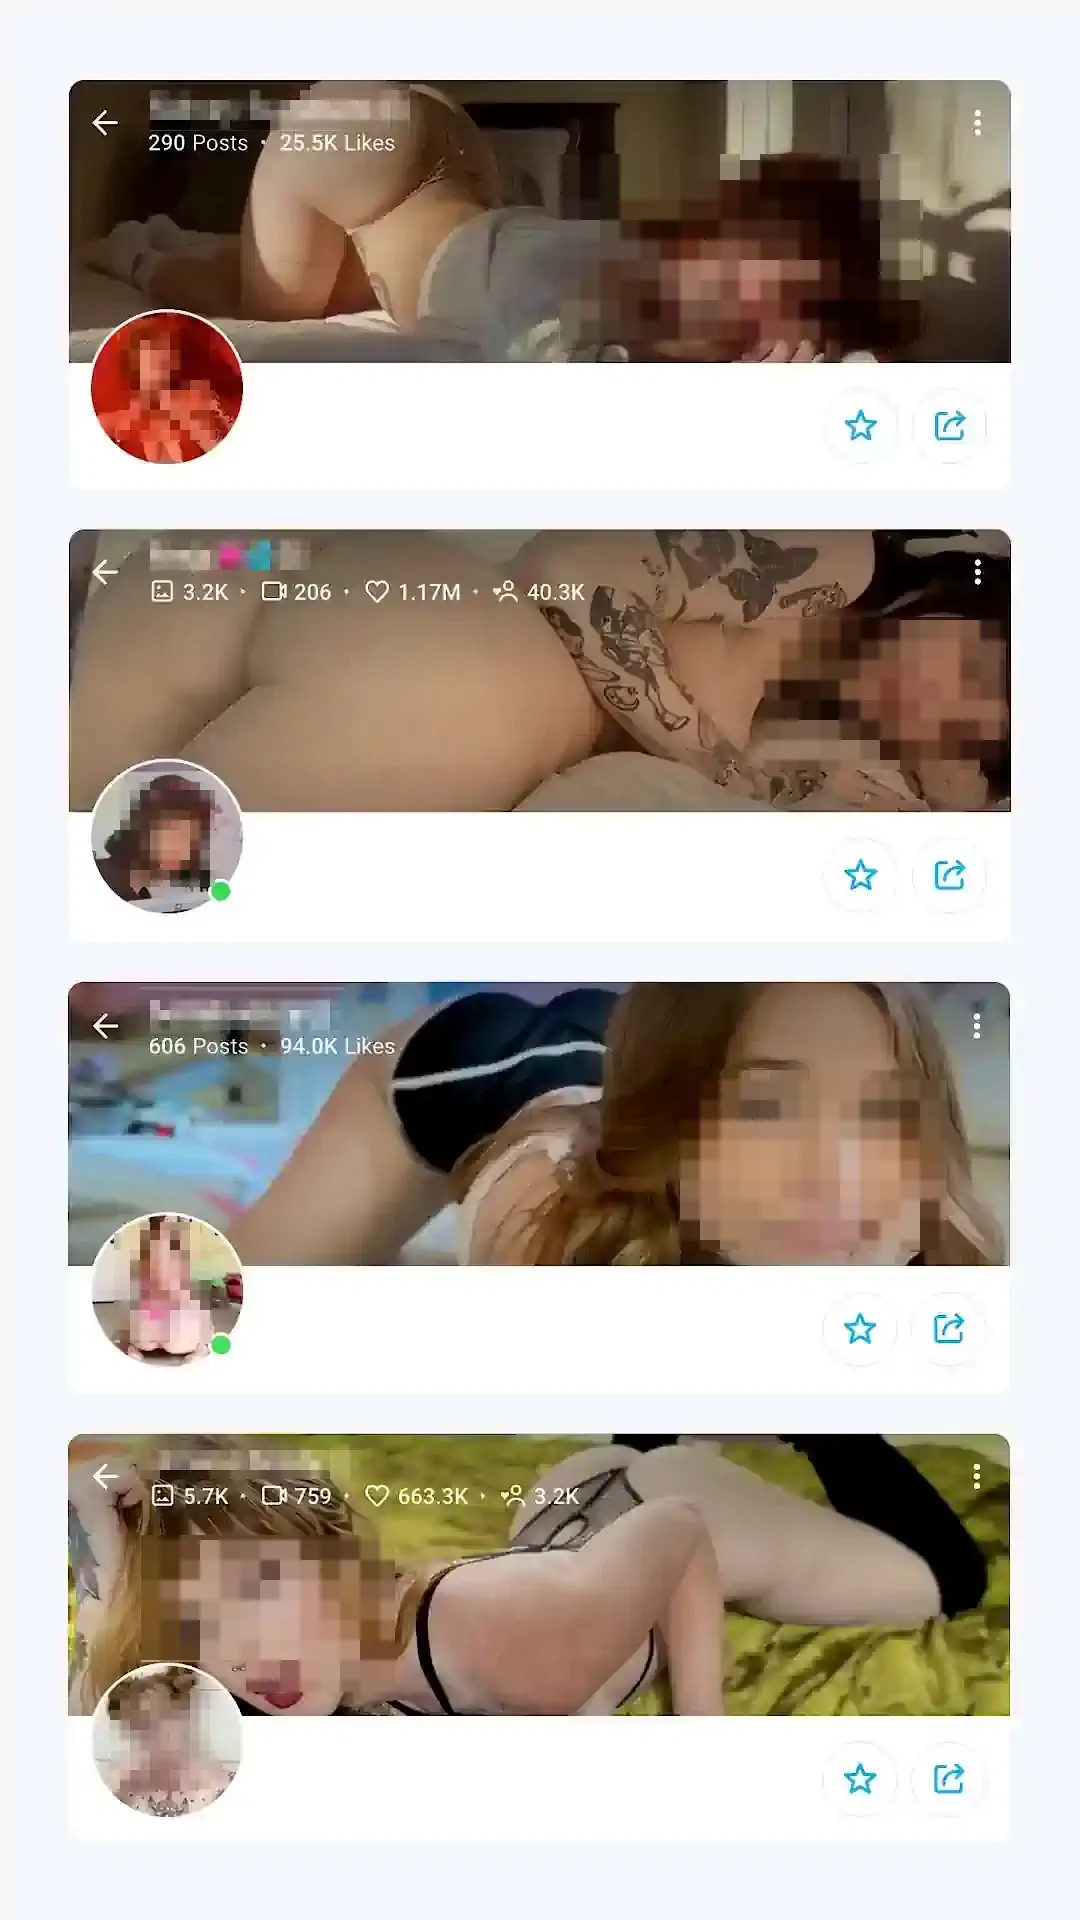 290 Posts · 25.5K Likes
3.2K · 206 · 1.17M · 40.3K
606 Posts · 94.0K Likes
5.7K · 759 · 663.3K · 3.2K